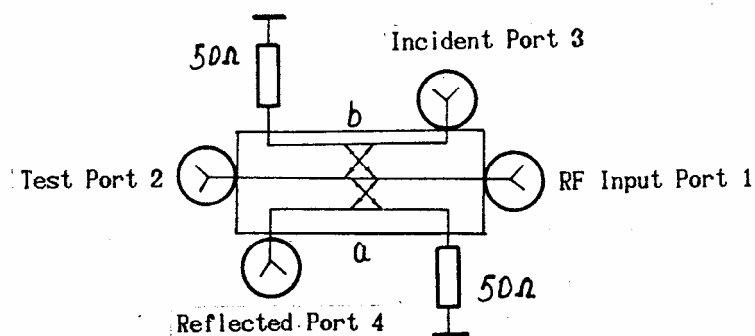 50Ω
Incident Port 3
b
Test Port 2
RF Input Port 1
a
50Ω
Reflected Port 4